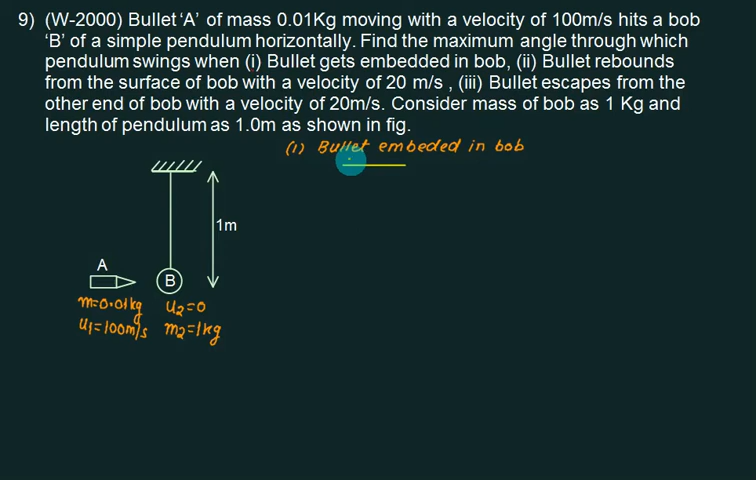 9) (W-2000) Bullet ‘A’ of mass 0.01Kg moving with a velocity of 100m/s hits a bob
‘B’ of a simple pendulum horizontally. Find the maximum angle through which
pendulum swings when (i) Bullet gets embedded in bob, (ii) Bullet rebounds
from the surface of bob with a velocity of 20 m/s , (iii) Bullet escapes from the
other end of bob with a velocity of 20m/s. Consider mass of bob as 1 Kg and
length of pendulum as 1.0m as shown in fig.
(i) Bullet embeded in bob
1m
A
B
m=0.01kg u2=0
u1=100m/s m2=1kg